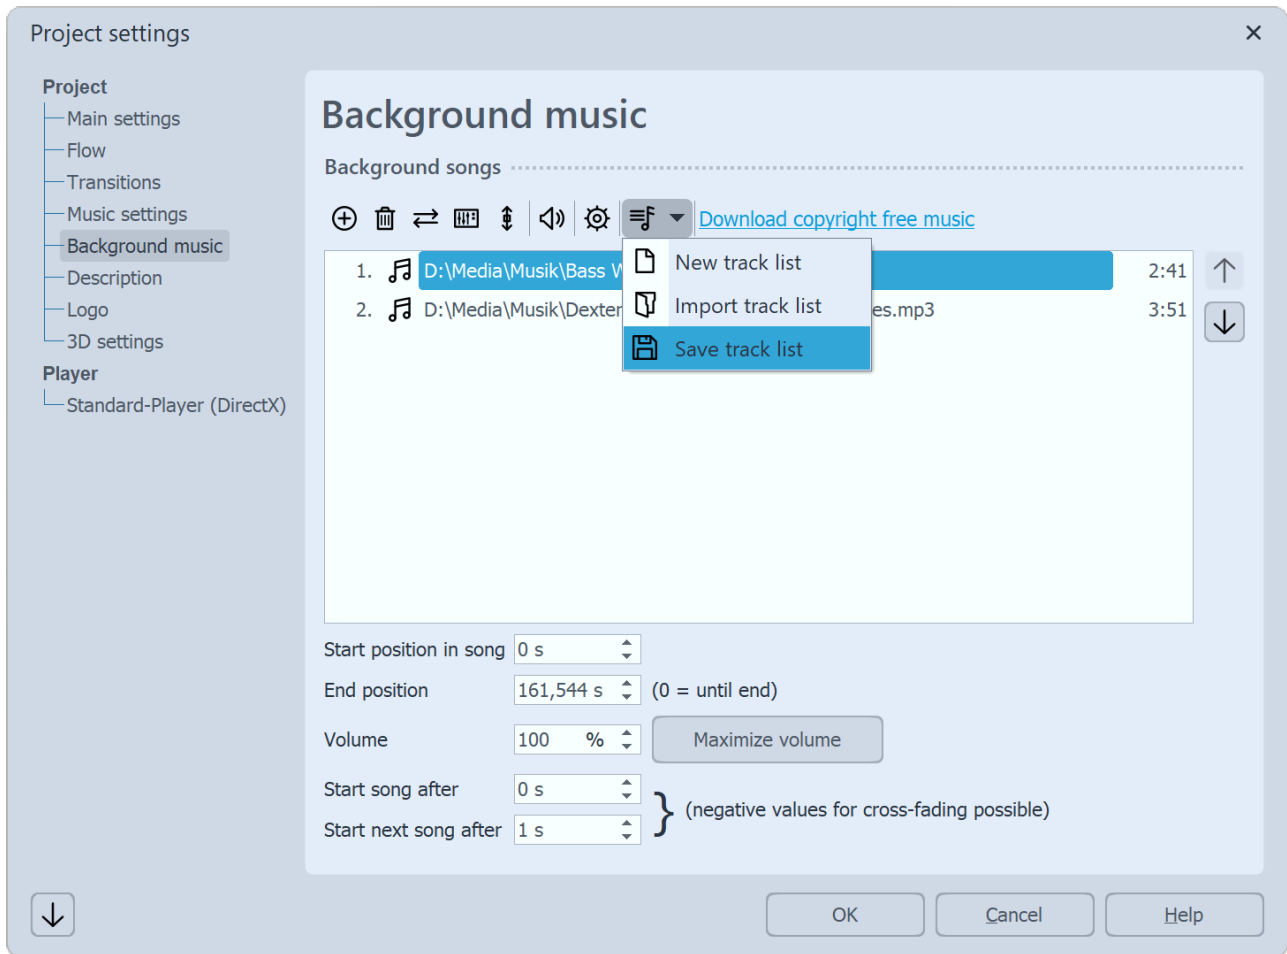 Project settings
Project
Main settings
Flow
Transitions
Music settings
Background music
Description
Logo
3D settings
Player
Standard-Player (DirectX)
Background music
Background songs
Download copyright free music
1. D:\Media\Musik\Bass 2:41
2. D:\Media\Musik\Dexter es.mp3 3:51
New track list
Import track list
Save track list
Start position in song 0 s
End position 161,544 s (0 = until end)
Volume 100 % Maximize volume
Start song after 0 s
(negative values for cross-fading possible)
Start next song after 1 s
OK Cancel Help